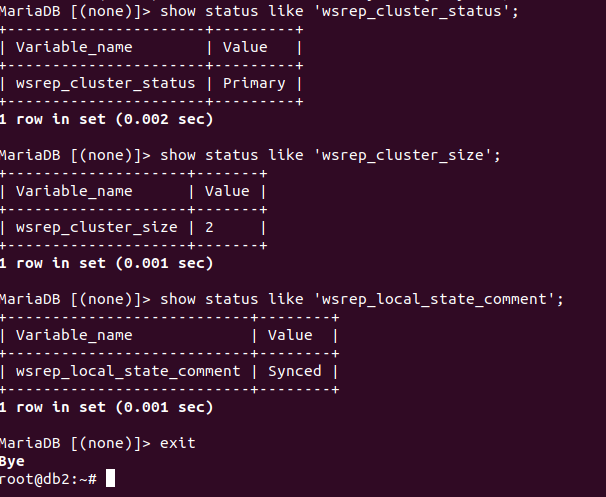 MariaDB [(none)]> show status like 'wsrep_cluster_status';
+----------------------+---------+
| Variable_name        | Value   |
+----------------------+---------+
| wsrep_cluster_status | Primary |
+----------------------+---------+
1 row in set (0.002 sec)
MariaDB [(none)]> show status like 'wsrep_cluster_size';
+--------------------+-------+
| Variable_name      | Value |
+--------------------+-------+
| wsrep_cluster_size | 2     |
+--------------------+-------+
1 row in set (0.001 sec)
MariaDB [(none)]> show status like 'wsrep_local_state_comment';
+---------------------------+--------+
| Variable_name             | Value  |
+---------------------------+--------+
| wsrep_local_state_comment | Synced |
+---------------------------+--------+
1 row in set (0.001 sec)
MariaDB [(none)]> exit
Bye
root@db2:~#